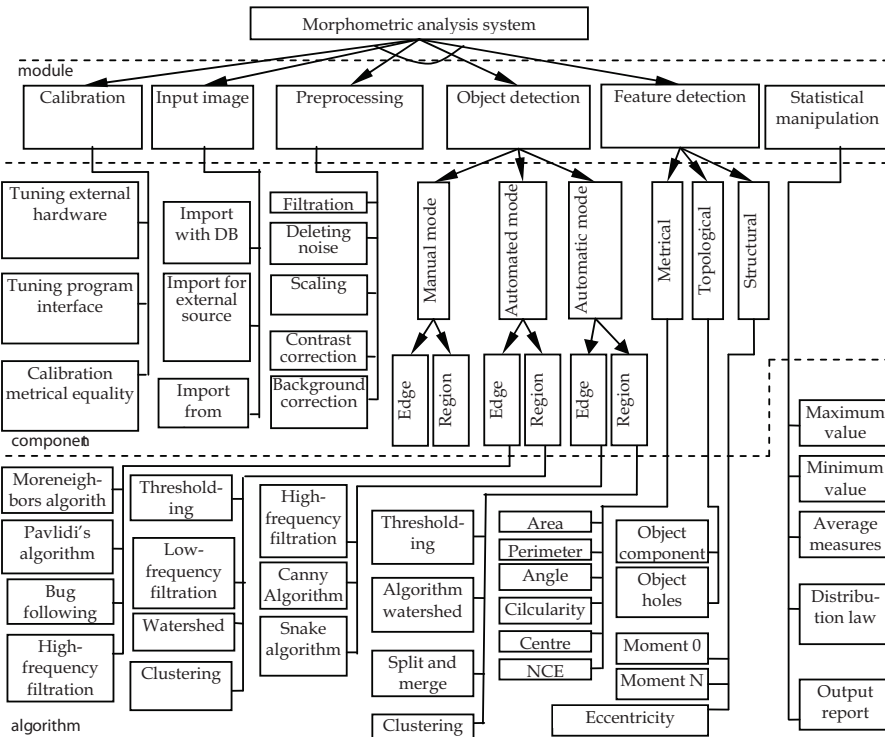 Morphometric analysis system
module
Calibration
Input image
Preprocessing
Object detection
Feature detection
Statistical
manipulation
Tuning external
hardware
Tuning program
interface
Calibration
metrical equality
Import
with DB
Import for
external
source
Import
from
Filtration
Deleting
noise
Scaling
Contrast
correction
Background
correction
Manual mode
Automated mode
Automatic mode
Metrical
Topological
Structural
Edge
Region
Edge
Region
Edge
Region
component
Moreneigh-
bors algorith
Pavlidi's
algorithm
Bug
following
High-
frequency
filtration
Threshold-
ing
Low-
frequency
filtration
Watershed
Clustering
High-
frequency
filtration
Canny
Algorithm
Snake
algorithm
Threshold-
ing
Algorithm
watershed
Split and
merge
Clustering
Area
Perimeter
Angle
Cilcularity
Centre
NCE
Object
component
Object
holes
Moment 0
Moment N
Eccentricity
Maximum
value
Minimum
value
Average
measures
Distribu-
tion law
Output
report
algorithm